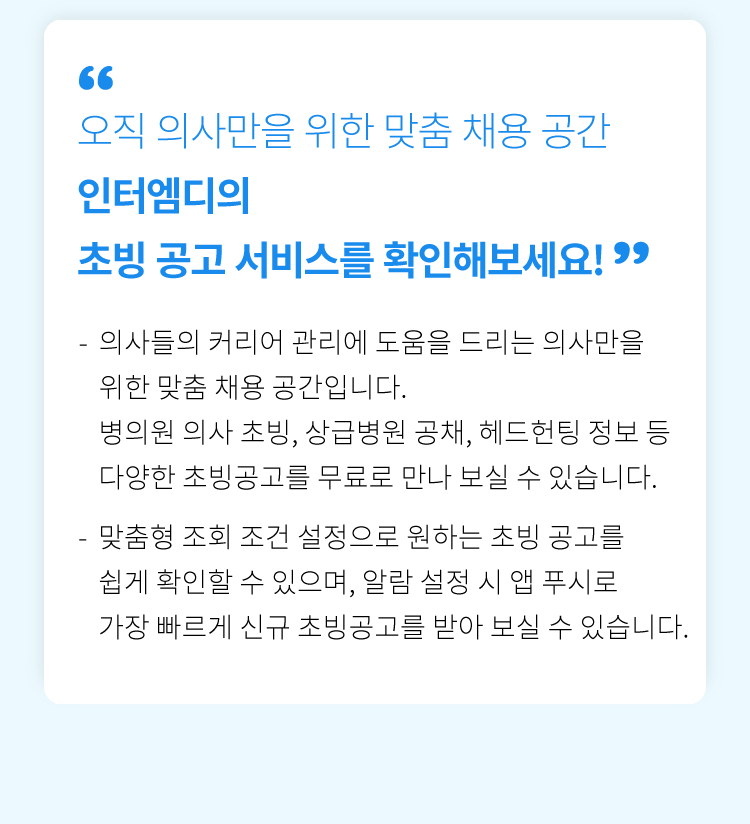 “
오직 의사만을 위한 맞춤 채용 공간
인터엠디의
초빙 공고 서비스를 확인해보세요! ”
- 의사들의 커리어 관리에 도움을 드리는 의사만을
위한 맞춤 채용 공간입니다.
병의원 의사 초빙, 상급병원 공채, 헤드헌팅 정보 등
다양한 초빙공고를 무료로 만나 보실 수 있습니다.
- 맞춤형 조회 조건 설정으로 원하는 초빙 공고를
쉽게 확인할 수 있으며, 알람 설정 시 앱 푸시로
가장 빠르게 신규 초빙공고를 받아 보실 수 있습니다.